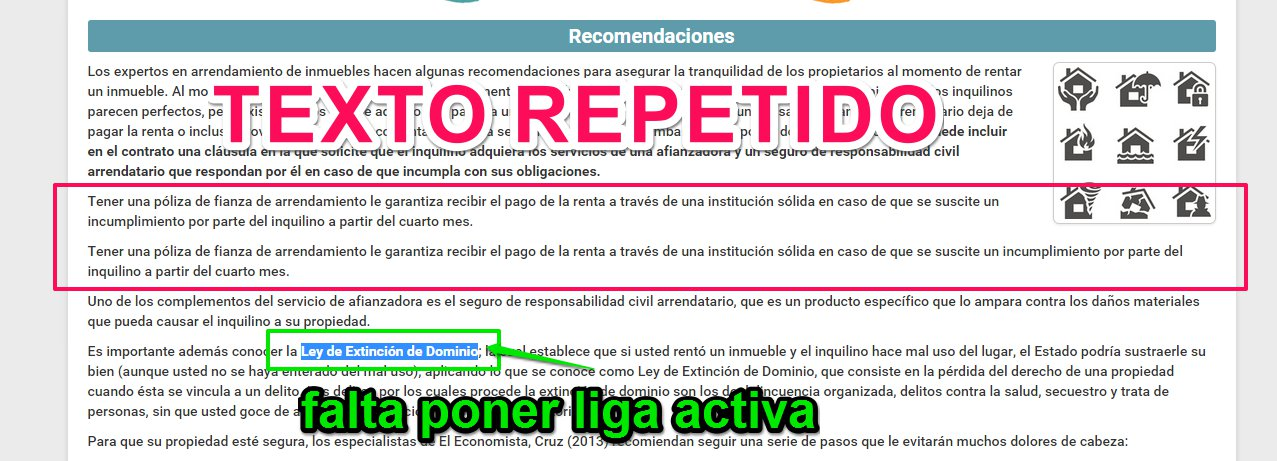 Recomendaciones
Los expertos en arrendamiento de inmuebles hacen algunas recomendaciones para asegurar la tranquilidad de los propietarios al momento de rentar
un inmueble. Al mo
parecen perfectos, pe
pagar la renta o inclus
en el contrato una cláusula en la que solicite que el inquilino adquiera los servicios de una afianzadora y un seguro de responsabilidad civil
arrendatario que respondan por él en caso de que incumpla con sus obligaciones.
TEXTO REPETIDO
Tener una póliza de fianza de arrendamiento le garantiza recibir el pago de la renta a través de una institución sólida en caso de que se suscite un
incumplimiento por parte del inquilino a partir del cuarto mes.
Tener una póliza de fianza de arrendamiento le garantiza recibir el pago de la renta a través de una institución sólida en caso de que se suscite un incumplimiento por parte del
inquilino a partir del cuarto mes.
Uno de los complementos del servicio de afianzadora es el seguro de responsabilidad civil arrendatario, que es un producto específico que lo ampara contra los daños materiales
que pueda causar el inquilino a su propiedad.
Es importante además conocer la Ley de Extinción de Dominio; la cual establece que si usted rentó un inmueble y el inquilino hace mal uso del lugar, el Estado podría sustraerle su
bien (aunque usted no se haya enterado del mal uso), aplicando lo que se conoce como Ley de Extinción de Dominio, que consiste en la pérdida del derecho de una propiedad
cuando ésta se vincula a un delito. Los delitos por los cuales procede la extinción de dominio son los de delincuencia organizada, delitos contra la salud, secuestro y trata de
personas, sin que usted goce de
falta poner liga activa
Para que su propiedad esté segura, los especialistas de El Economista, Cruz (2013) recomiendan seguir una serie de pasos que le evitarán muchos dolores de cabeza: